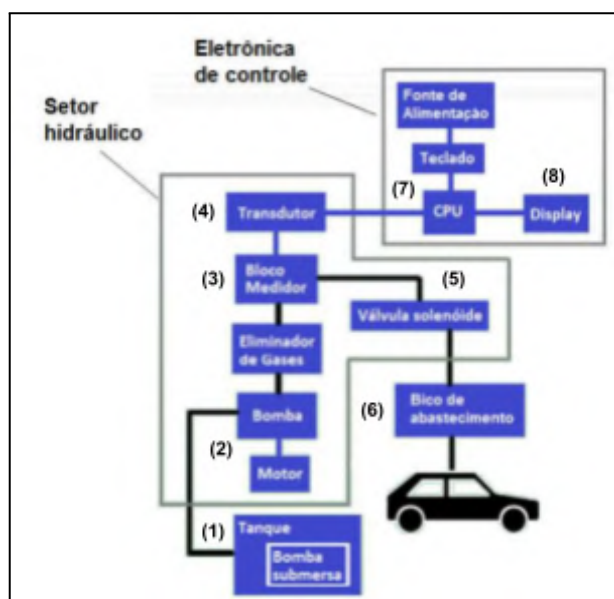 Eletrônica
de controle
Setor
hidráulico
Fonte de
Alimentação
Teclado
(7)
CPU
(8)
Display
(4)
Transdutor
(3)
Bloco
Medidor
(5)
Válvula solenóide
Eliminador
de Gases
(6)
Bico de
abastecimento
Bomba
(2)
Motor
(1)
Tanque
Bomba
submersa